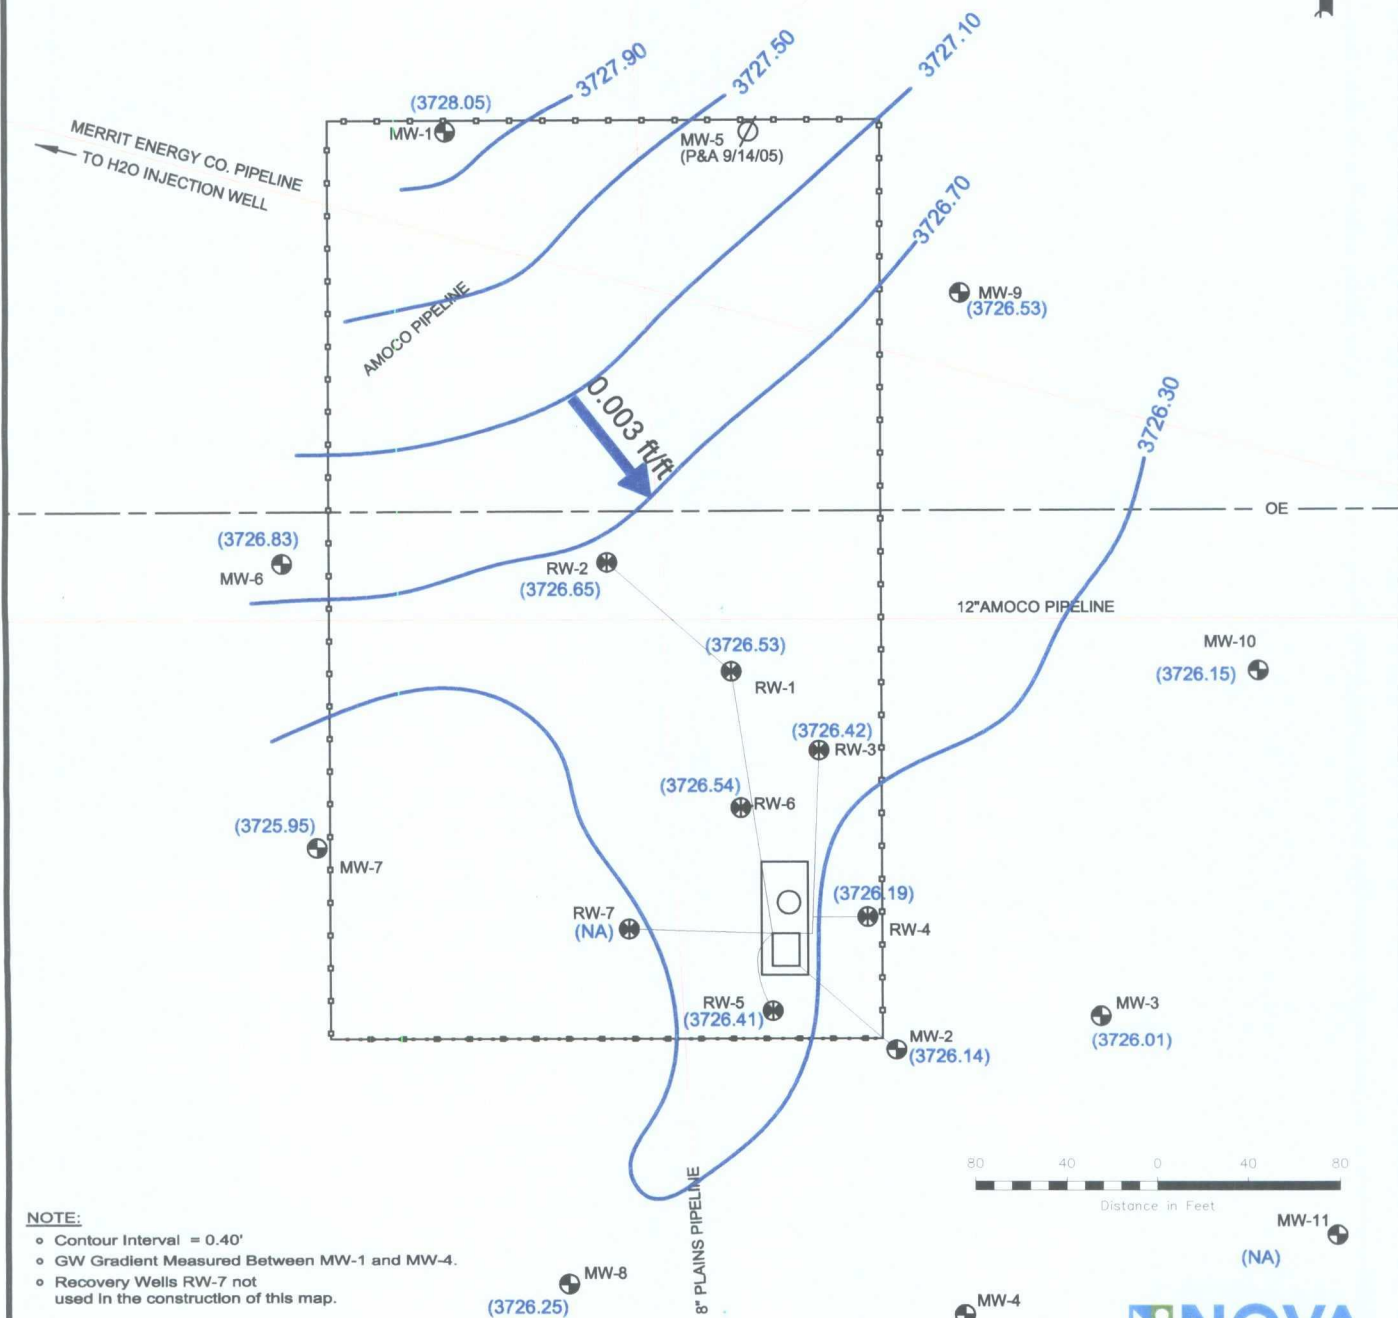 3727.90
3727.50
3727.10
(3728.05)
MW-1
MW-5
(P&A 9/14/05)
MERRIT ENERGY CO. PIPELINE
TO H2O INJECTION WELL
3726.70
MW-9
(3726.53)
AMOCO PIPELINE
0.003 ft/ft
3726.30
OE
(3726.83)
MW-6
RW-2
(3726.65)
12"AMOCO PIPELINE
(3726.53)
RW-1
MW-10
(3726.15)
(3726.42)
RW-3
(3726.54)
RW-6
(3725.95)
MW-7
(3726.19)
RW-4
RW-7
(NA)
RW-5
(3726.41)
MW-3
(3726.01)
MW-2
(3726.14)
80 40 0 40 80
Distance in Feet
8" PLAINS PIPELINE
MW-11
(NA)
NOTE:
Contour Interval = 0.40'
GW Gradient Measured Between MW-1 and MW-4.
Recovery Wells RW-7 not
used in the construction of this map.
MW-8
(3726.25)
MW-4
NOVA